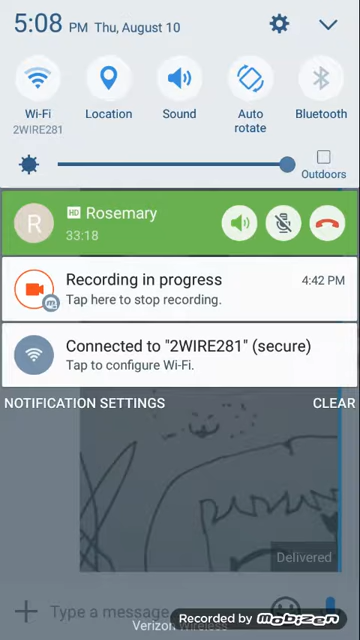 5:08 PM Thu, August 10
Wi-Fi
2WIRE281
Location
Sound
Auto
rotate
Bluetooth
Outdoors
R
HD Rosemary
33:18
Recording in progress
4:42 PM
Tap here to stop recording.
m
Connected to "2WIRE281" (secure)
Tap to configure Wi-Fi.
NOTIFICATION SETTINGS
CLEAR
Delivered
Type a message
Verizon Wireless
Recorded by mobizen